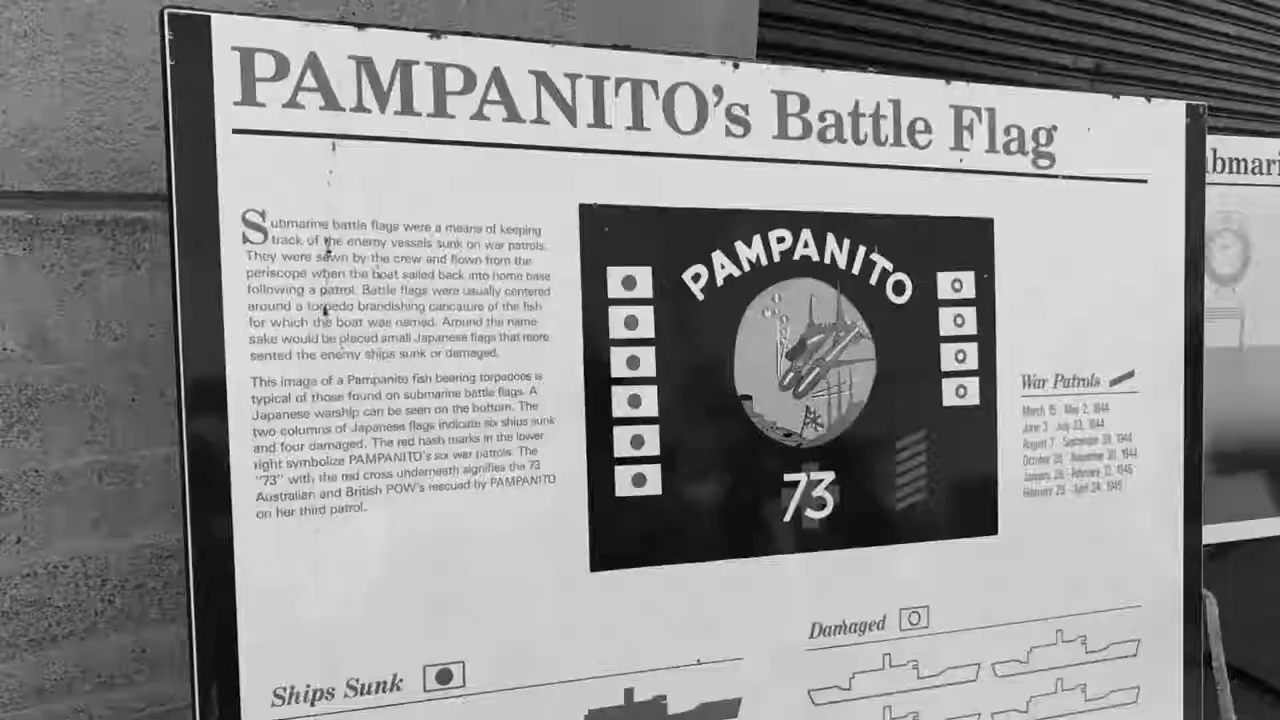 PAMPANITO's Battle Flag
Submarine battle flags were a means of keeping
track of the enemy vessels sunk on war patrols.
They were sewn by the crew and flown from the
periscope when the boat sailed back into home base
following a patrol. Battle flags were usually centered
around a torpedo brandishing caricature of the fish
for which the boat was named. Around the name
sake would be placed small Japanese flags that
sented the enemy ships sunk or damaged.
This image of a Pampanito fish bearing torpedoes is
typical of those found on submarine battle flags. A
Japanese warship can be seen on the bottom. The
two columns of Japanese flags indicate six ships sunk
and four damaged. The red hash marks in the lower
right symbolize PAMPANITO's six war patrols. The
"73" with the red cross underneath signifies the 73
Australian and British POW's rescued by PAMPANITO
on her third patrol.
PAMPANITO
73
War Patrols
March 15 - May 2, 1944
June 3 - July 23, 1944
August 7 - September 28, 1944
October 28 - December 30, 1944
January 25 - February 12, 1945
February 25 - April 24, 1945
Ships Sunk
Damaged
bmari